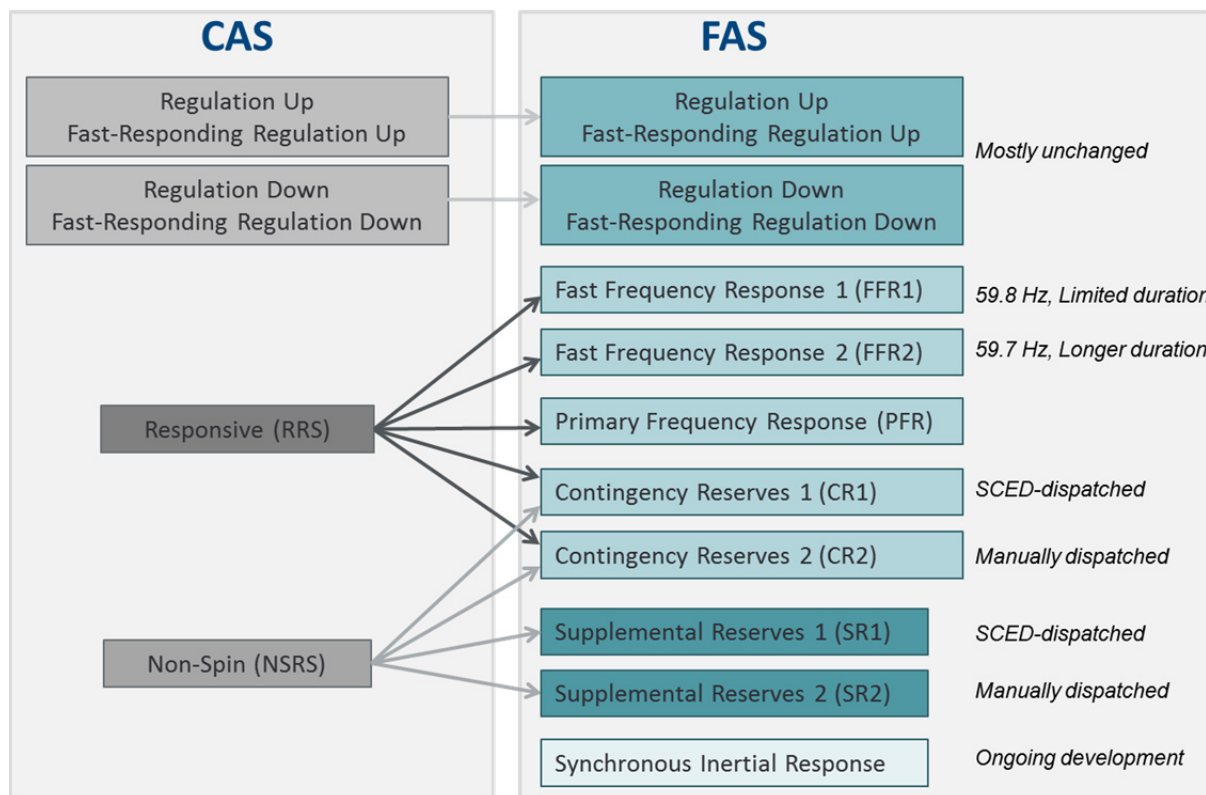 CAS
FAS
Regulation Up
Fast-Responding Regulation Up
Regulation Down
Fast-Responding Regulation Down
Responsive (RRS)
Non-Spin (NSRS)
Regulation Up
Fast-Responding Regulation Up
Mostly unchanged
Regulation Down
Fast-Responding Regulation Down
Fast Frequency Response 1 (FFR1)
59.8 Hz, Limited duration
Fast Frequency Response 2 (FFR2)
59.7 Hz, Longer duration
Primary Frequency Response (PFR)
Contingency Reserves 1 (CR1)
SCED-dispatched
Contingency Reserves 2 (CR2)
Manually dispatched
Supplemental Reserves 1 (SR1)
SCED-dispatched
Supplemental Reserves 2 (SR2)
Manually dispatched
Synchronous Inertial Response
Ongoing development